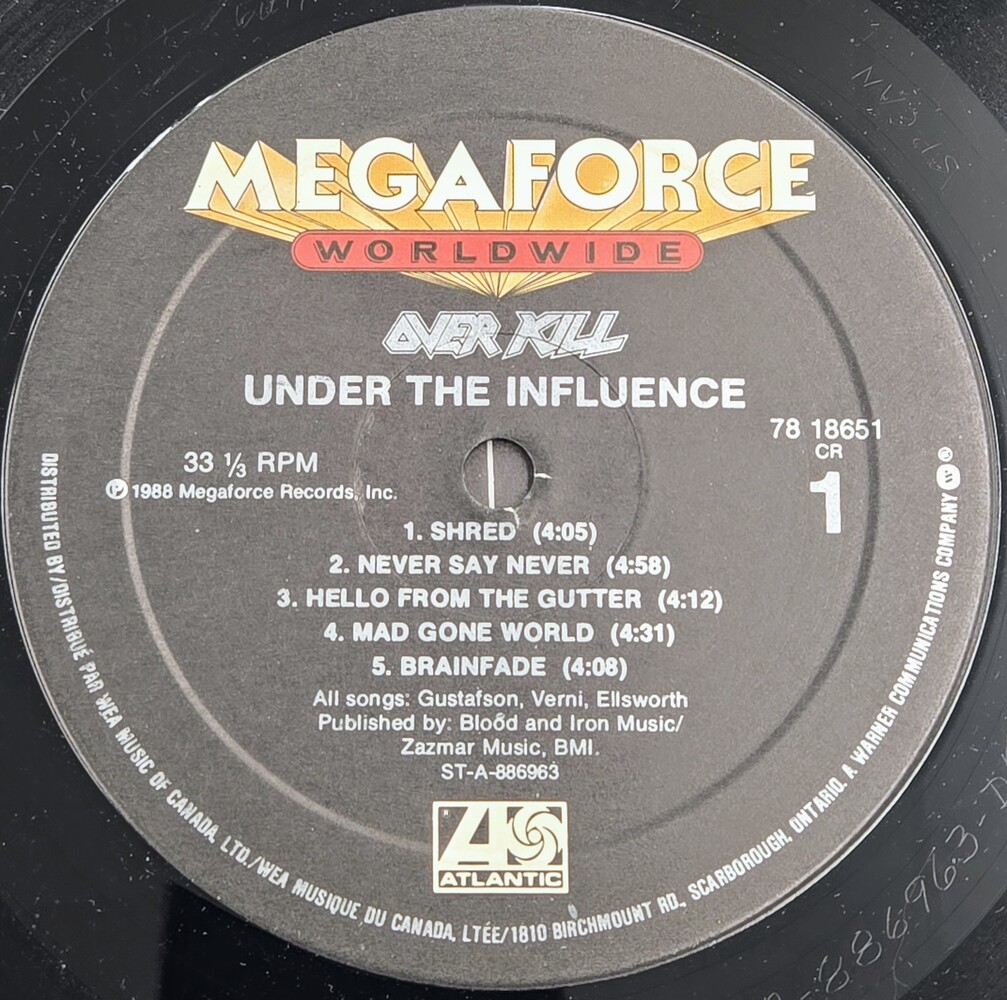 MEGAFORCE
WORLDWIDE
OVER KILL
UNDER THE INFLUENCE
78 18651
CR
1
33 ⅓ RPM
Ⓟ 1988 Megaforce Records, Inc.
1. SHRED (4:05)
2. NEVER SAY NEVER (4:58)
3. HELLO FROM THE GUTTER (4:12)
4. MAD GONE WORLD (4:31)
5. BRAINFADE (4:08)
All songs: Gustafson, Verni, Ellsworth
Published by: Blood and Iron Music/
Zazmar Music, BMI.
ST-A-886963
ATLANTIC
DISTRIBUTED BY/DISTRIBUÉ PAR WEA MUSIC OF CANADA, LTD./WEA MUSIQUE DU CANADA, LTÉE/1810 BIRCHMOUNT RD., SCARBOROUGH, ONTARIO. A WARNER COMMUNICATIONS COMPANY W ®
886963